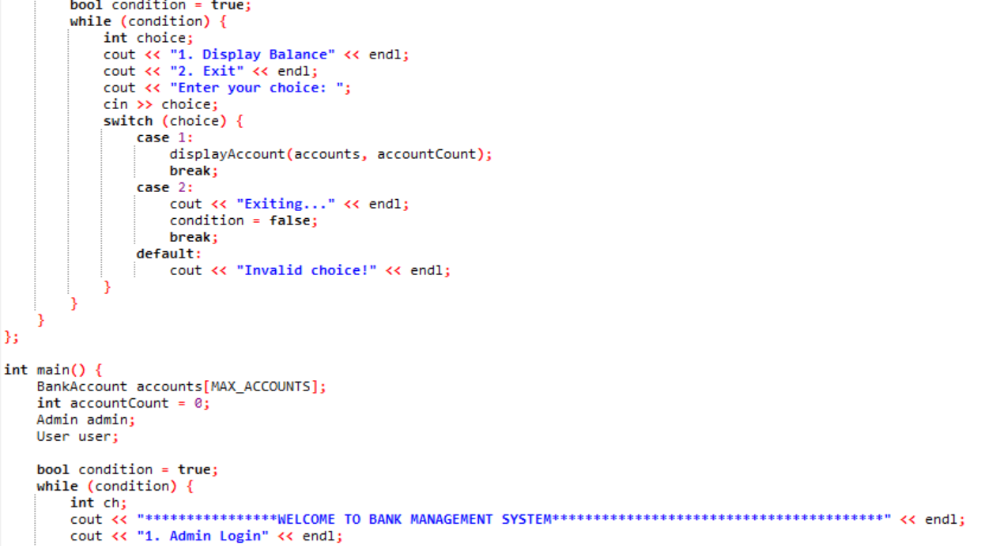 bool condition = true;
while (condition) {
int choice;
cout << "1. Display Balance" << endl;
cout << "2. Exit" << endl;
cout << "Enter your choice: ";
cin >> choice;
switch (choice) {
case 1:
displayAccount(accounts, accountCount);
break;
case 2:
cout << "Exiting..." << endl;
condition = false;
break;
default:
cout << "Invalid choice!" << endl;
}
}
}
};
int main() {
BankAccount accounts[MAX_ACCOUNTS];
int accountCount = 0;
Admin admin;
User user;
bool condition = true;
while (condition) {
int ch;
cout << "****************WELCOME TO BANK MANAGEMENT SYSTEM****************************************" << endl;
cout << "1. Admin Login" << endl;